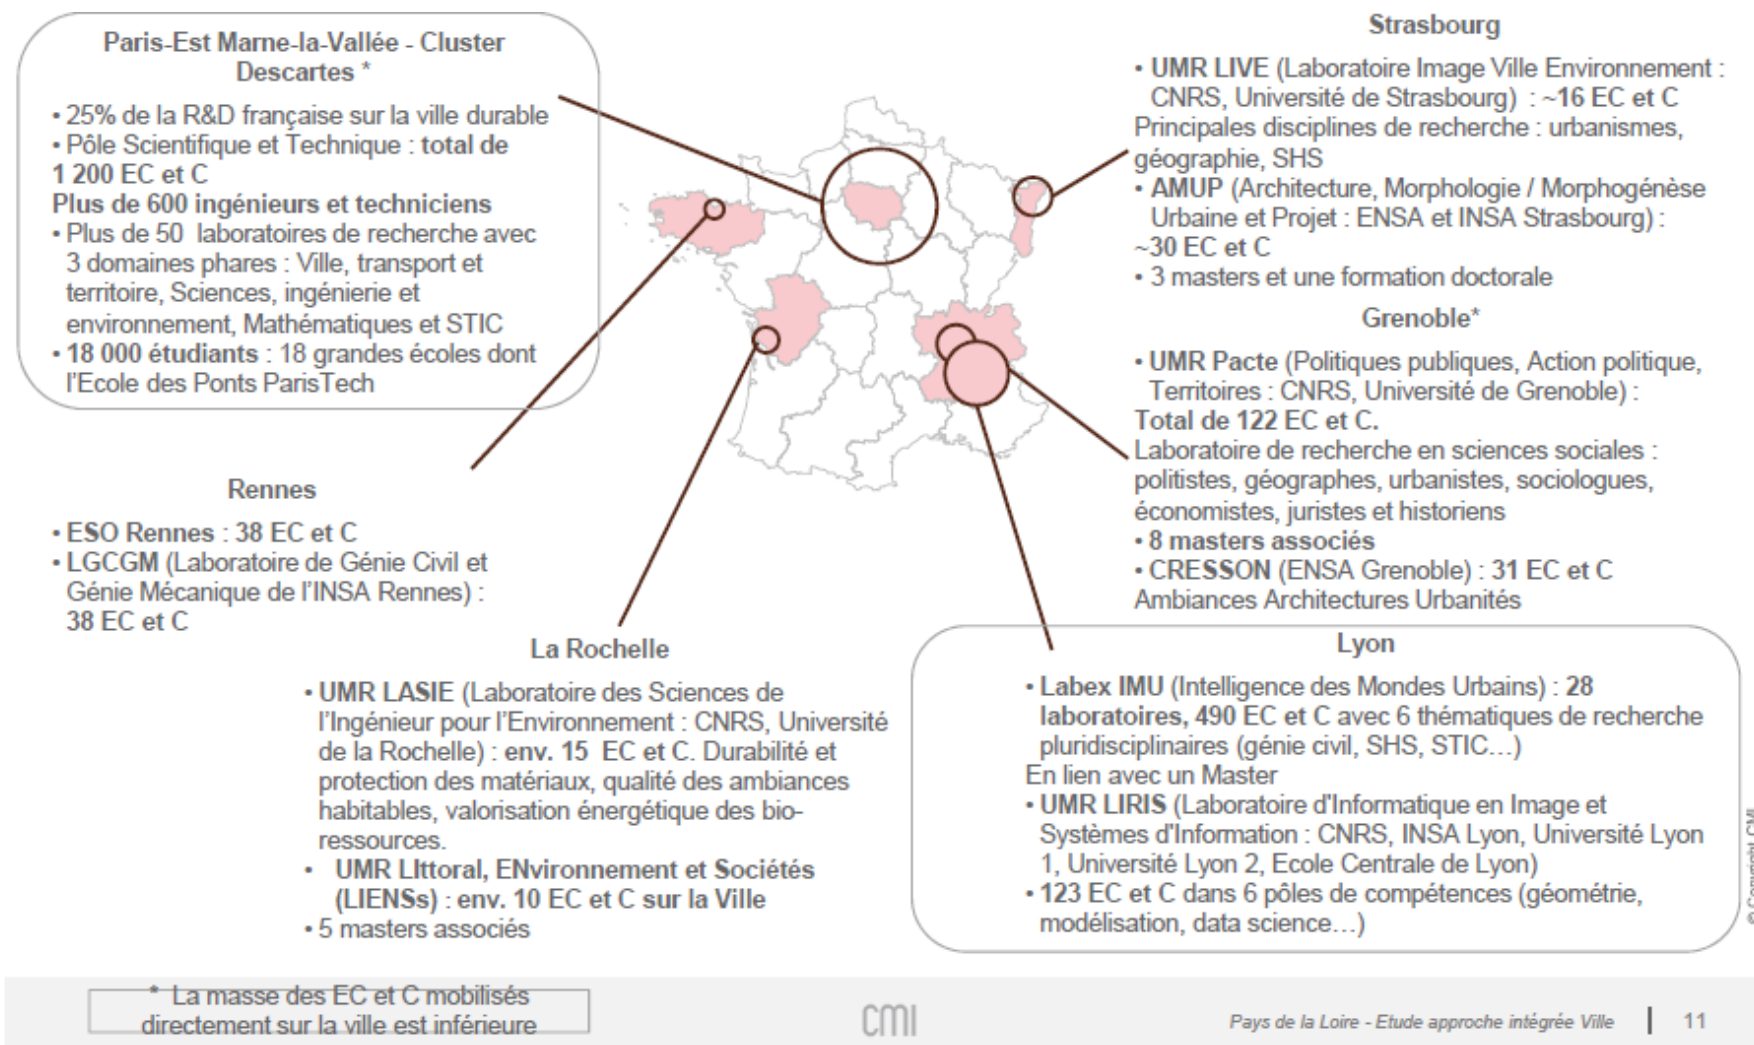 Paris-Est Marne-la-Vallée - Cluster
Descartes *
• 25% de la R&D française sur la ville durable
• Pôle Scientifique et Technique : total de
1 200 EC et C
Plus de 600 ingénieurs et techniciens
• Plus de 50 laboratoires de recherche avec
3 domaines phares : Ville, transport et
territoire, Sciences, ingénierie et
environnement, Mathématiques et STIC
• 18 000 étudiants : 18 grandes écoles dont
l'Ecole des Ponts ParisTech
Rennes
• ESO Rennes : 38 EC et C
• LGCGM (Laboratoire de Génie Civil et
Génie Mécanique de l'INSA Rennes) :
38 EC et C
La Rochelle
• UMR LASIE (Laboratoire des Sciences de
l'Ingénieur pour l'Environnement : CNRS, Université
de la Rochelle) : env. 15 EC et C. Durabilité et
protection des matériaux, qualité des ambiances
habitables, valorisation énergétique des bio-
ressources.
• UMR LIttoral, ENvironnement et Sociétés
(LIENSs) : env. 10 EC et C sur la Ville
• 5 masters associés
Strasbourg
• UMR LIVE (Laboratoire Image Ville Environnement :
CNRS, Université de Strasbourg) : ~16 EC et C
Principales disciplines de recherche : urbanismes,
géographie, SHS
• AMUP (Architecture, Morphologie / Morphogénèse
Urbaine et Projet : ENSA et INSA Strasbourg) :
~30 EC et C
• 3 masters et une formation doctorale
Grenoble*
• UMR Pacte (Politiques publiques, Action politique,
Territoires : CNRS, Université de Grenoble) :
Total de 122 EC et C.
Laboratoire de recherche en sciences sociales :
politistes, géographes, urbanistes, sociologues,
économistes, juristes et historiens
• 8 masters associés
• CRESSON (ENSA Grenoble) : 31 EC et C
Ambiances Architectures Urbanités
Lyon
• Labex IMU (Intelligence des Mondes Urbains) : 28
laboratoires, 490 EC et C avec 6 thématiques de recherche
pluridisciplinaires (génie civil, SHS, STIC…)
En lien avec un Master
• UMR LIRIS (Laboratoire d'Informatique en Image et
Systèmes d'Information : CNRS, INSA Lyon, Université Lyon
1, Université Lyon 2, Ecole Centrale de Lyon)
• 123 EC et C dans 6 pôles de compétences (géométrie,
modélisation, data science…)
© Copyright CMI
* La masse des EC et C mobilisés
directement sur la ville est inférieure
CMI
Pays de la Loire - Etude approche intégrée Ville | 11